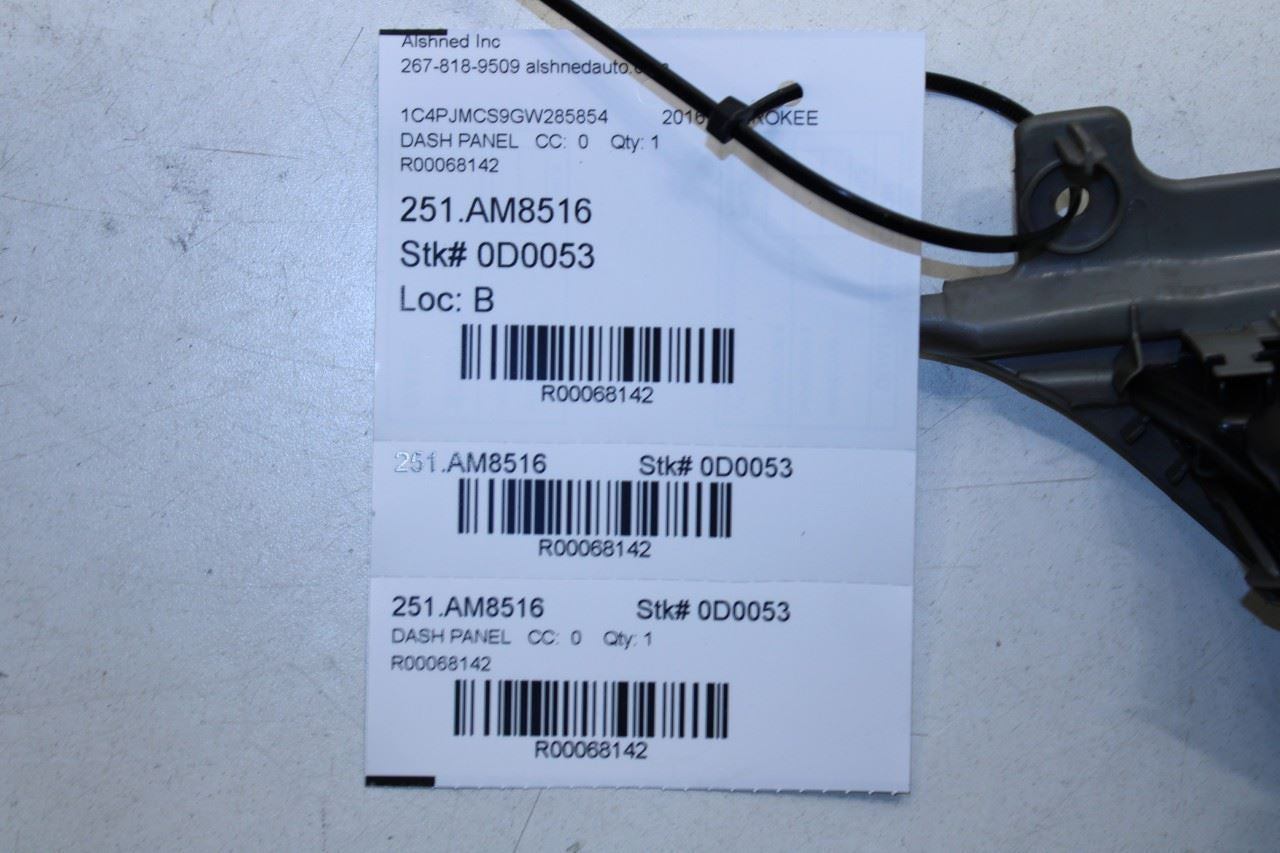 Alshned Inc
267-818-9509 alshnedauto.
1C4PJMCS9GW285854 2016
DASH PANEL CC: 0 Qty: 1
R00068142
251.AM8516
Stk# 0D0053
Loc: B
R00068142
251.AM8516 Stk# 0D0053
R00068142
251.AM8516 Stk# 0D0053
DASH PANEL CC: 0 Qty: 1
R00068142
R00068142